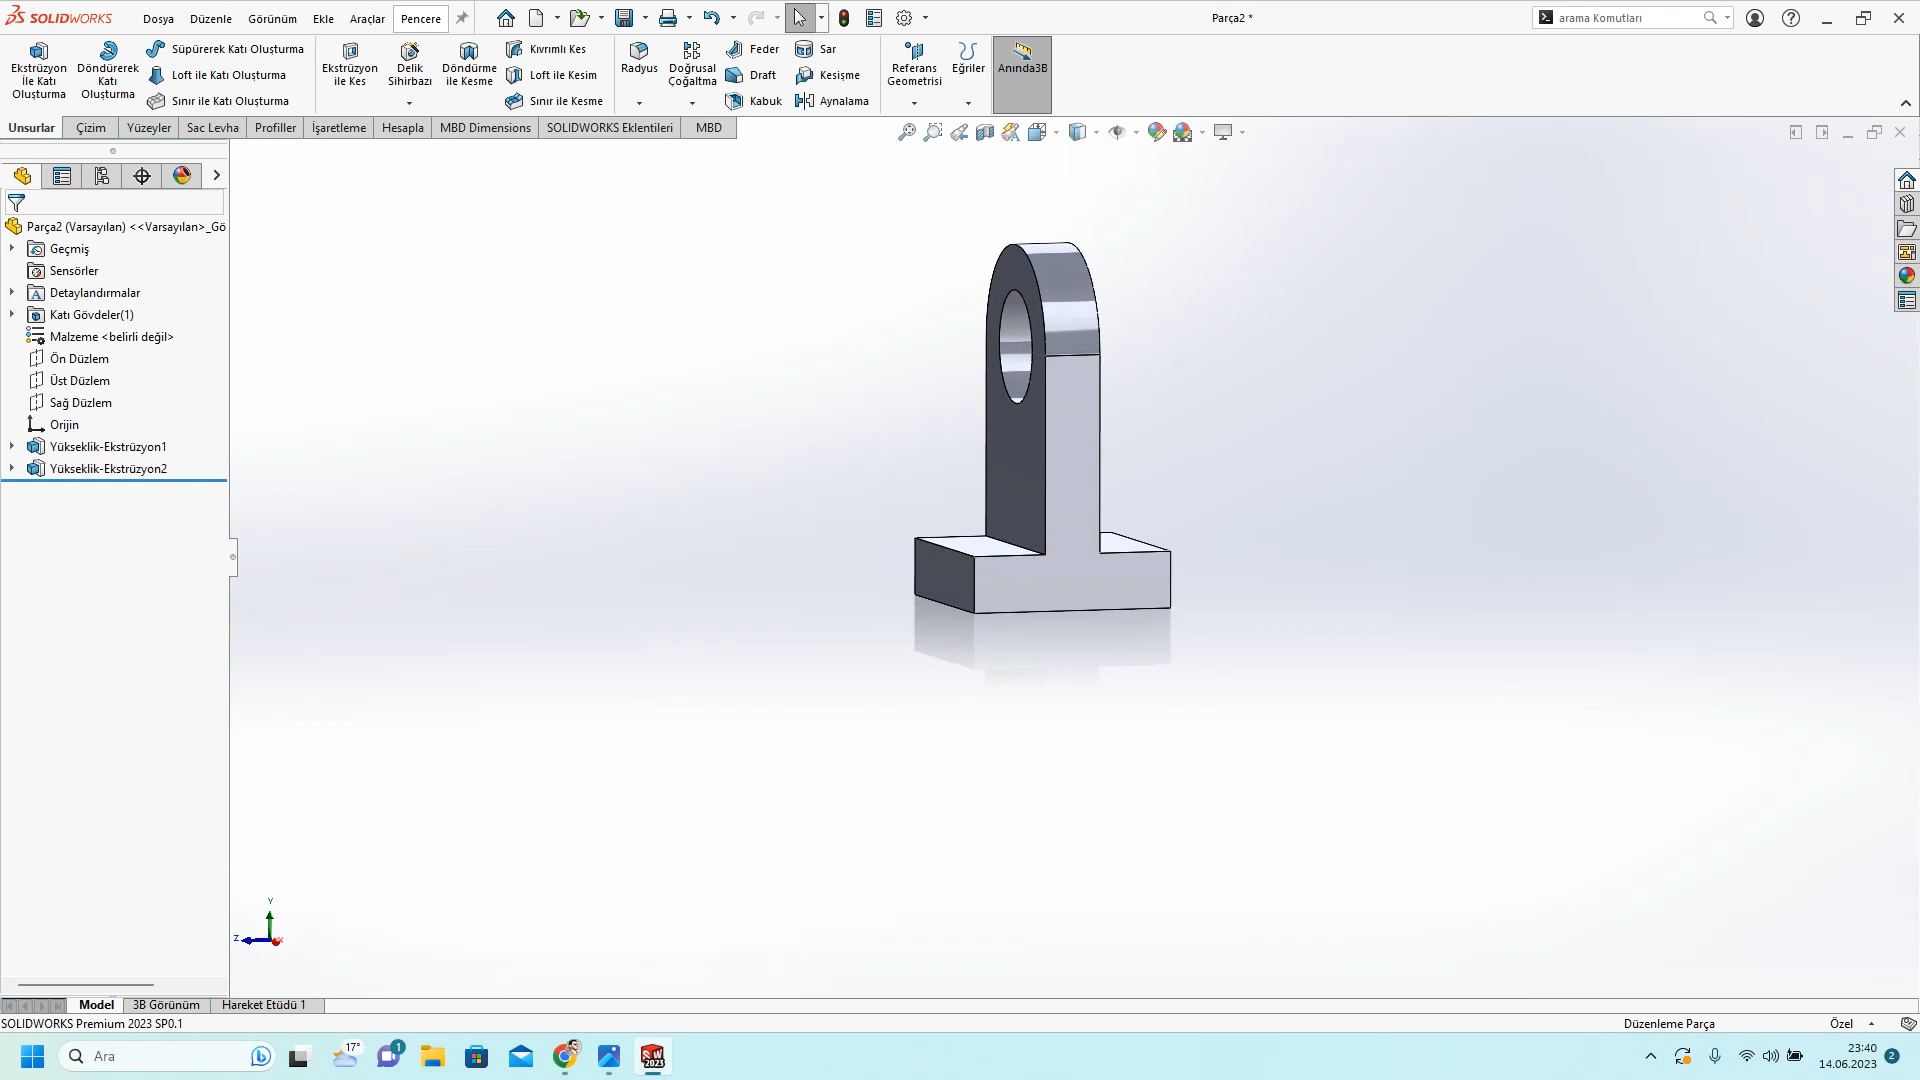 SOLIDWORKS
Dosya
Düzenle
Görünüm
Ekle
Araçlar
Pencere
Parça2 *
arama Komutları
Ekstrüzyon
İle Katı
Oluşturma
Döndürerek
Katı
Oluşturma
Süpürerek Katı Oluşturma
Loft ile Katı Oluşturma
Sınır ile Katı Oluşturma
Ekstrüzyon
ile Kes
Delik
Sihirbazı
Döndürme
ile Kesme
Kıvrımlı Kes
Loft ile Kesim
Sınır ile Kesme
Radyus
Doğrusal
Çoğaltma
Feder
Draft
Kabuk
Sar
Kesişme
Aynalama
Referans
Geometrisi
Eğriler
Anında3B
Unsurlar
Çizim
Yüzeyler
Sac Levha
Profiller
İşaretleme
Hesapla
MBD Dimensions
SOLIDWORKS Eklentileri
MBD
Parça2 (Varsayılan) <<Varsayılan>_Gö
Geçmiş
Sensörler
Detaylandırmalar
Katı Gövdeler(1)
Malzeme <belirli değil>
Ön Düzlem
Üst Düzlem
Sağ Düzlem
Orijin
Yükseklik-Ekstrüzyon1
Yükseklik-Ekstrüzyon2
Y
Z
X
Model
3B Görünüm
Hareket Etüdü 1
SOLIDWORKS Premium 2023 SP0.1
Düzenleme Parça
Özel
Ara
17°
1
2023
23:40
14.06.2023
2